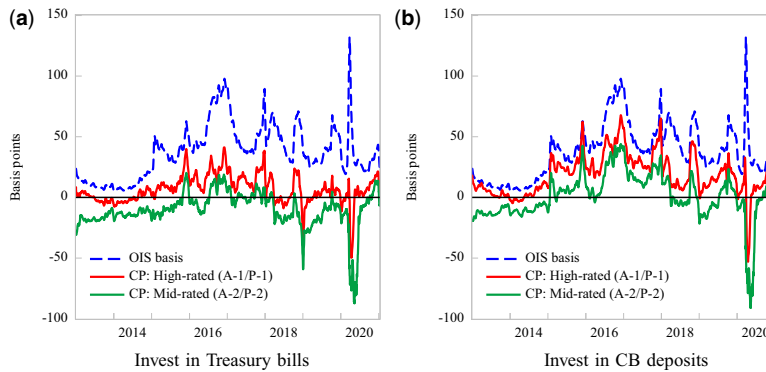 (a)
150
100
50
0
-50
-100
Basis points
OIS basis
CP: High-rated (A-1/P-1)
CP: Mid-rated (A-2/P-2)
2014 2016 2018 2020
Invest in Treasury bills
(b)
150
100
50
0
-50
-100
Basis points
OIS basis
CP: High-rated (A-1/P-1)
CP: Mid-rated (A-2/P-2)
2014 2016 2018 2020
Invest in CB deposits